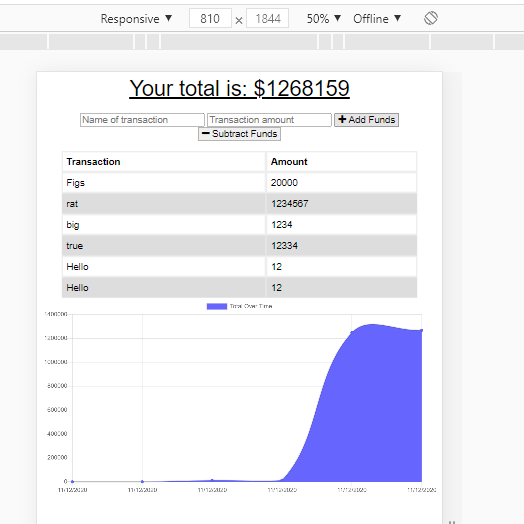 Responsive ▼ 810 × 1844 50% ▼ Offline ▼
Your total is: $1268159
Name of transaction Transaction amount + Add Funds
− Subtract Funds
Transaction Amount
Figs 20000
rat 1234567
big 1234
true 12334
Hello 12
Hello 12
Total Over Time
1400000
1200000
1000000
800000
600000
400000
200000
0
11/12/2020 11/12/2020 11/12/2020 11/12/2020 11/12/2020 11/12/2020